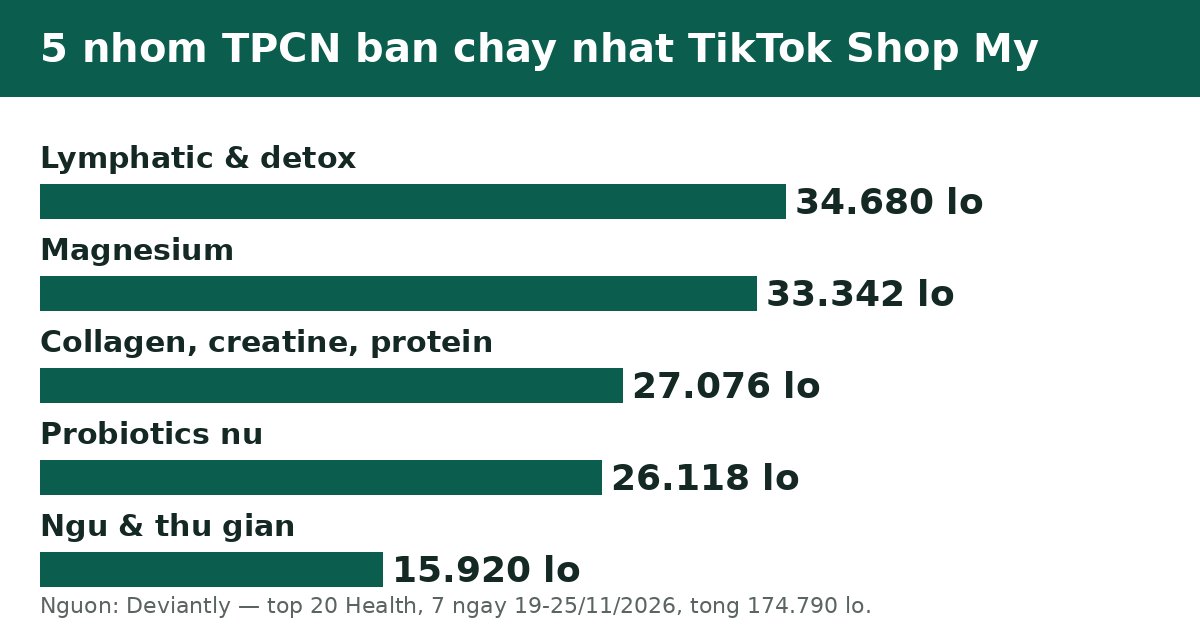 5 nhom TPCN ban chay nhat TikTok Shop My
Lymphatic & detox
34.680 lo
Magnesium
33.342 lo
Collagen, creatine, protein
27.076 lo
Probiotics nu
26.118 lo
Ngu & thu gian
15.920 lo
Nguon: Deviantly — top 20 Health, 7 ngay 19-25/11/2026, tong 174.790 lo.